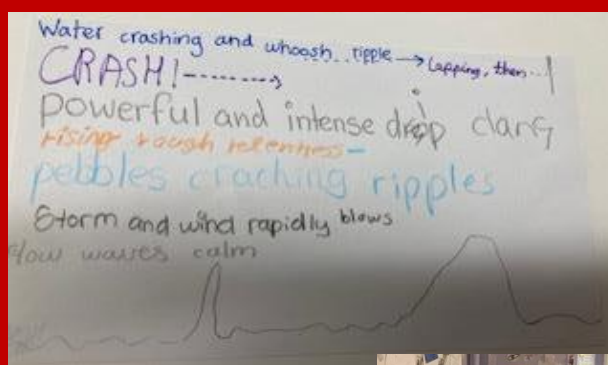 Water crashing and whoosh.. ripple → Lapping, then...
CRASH!--------→
powerful and intense drop clang
rising rough relentless-
pebbles craching ripples
Storm and wind rapidly blows
slow waves calm